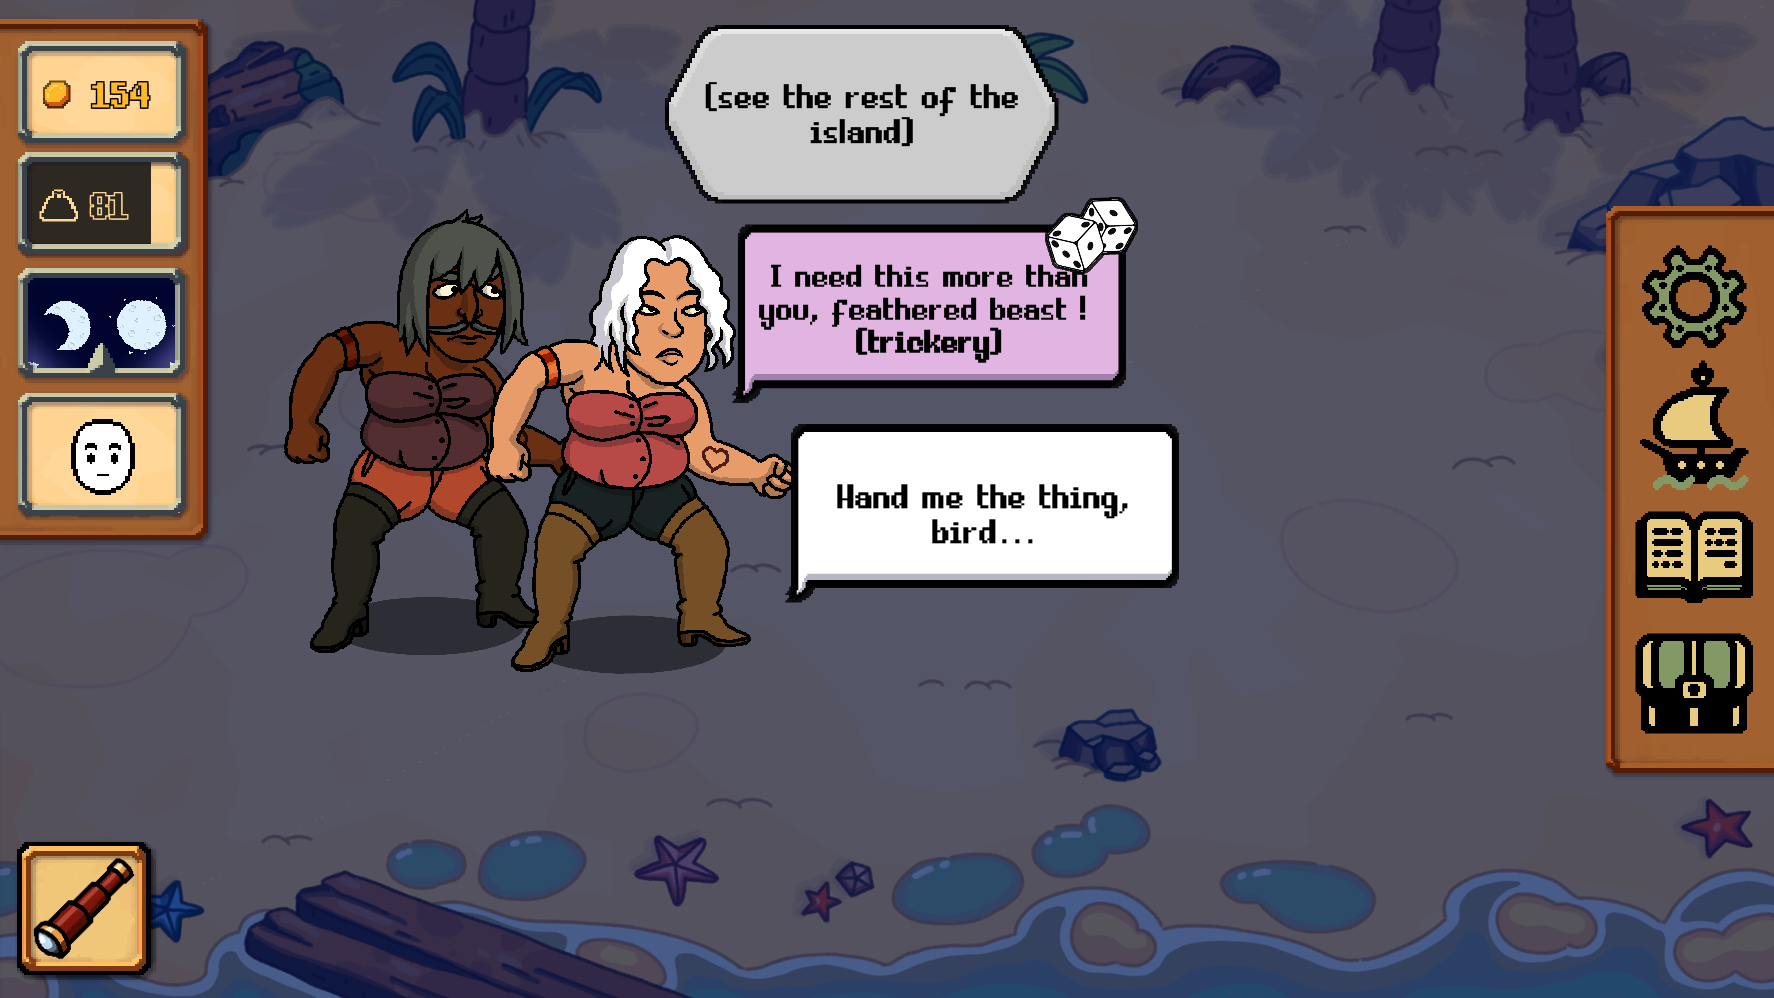 154
81
[see the rest of the
island]
I need this more than
you, feathered beast !
[trickery]
Hand me the thing,
bird...